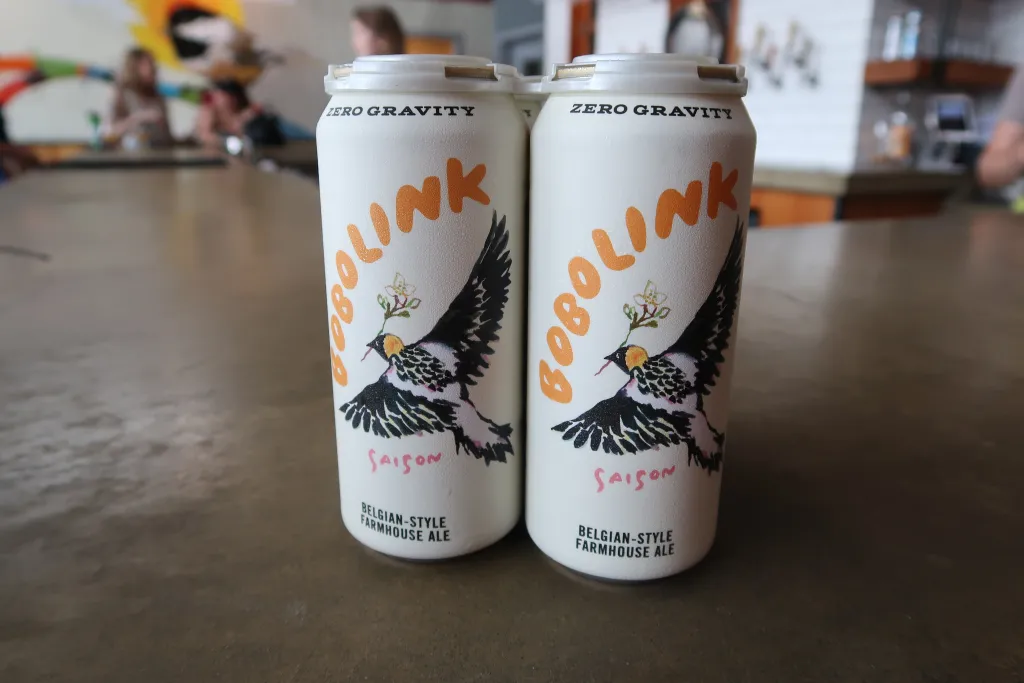 ZERO GRAVITY
BOBOLINK
SAISON
BELGIAN-STYLE
FARMHOUSE ALE
ZERO GRAVITY
BOBOLINK
SAISON
BELGIAN-STYLE
FARMHOUSE ALE